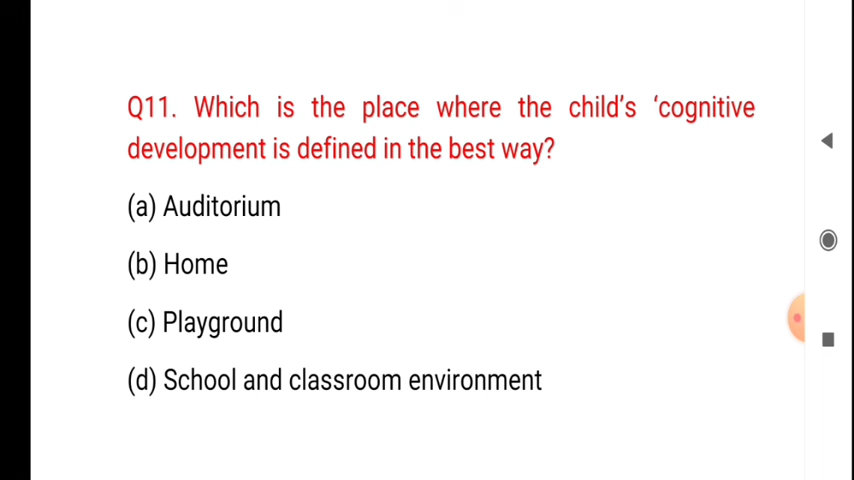 Q11. Which is the place where the child's 'cognitive
development is defined in the best way?
(a) Auditorium
(b) Home
(c) Playground
(d) School and classroom environment